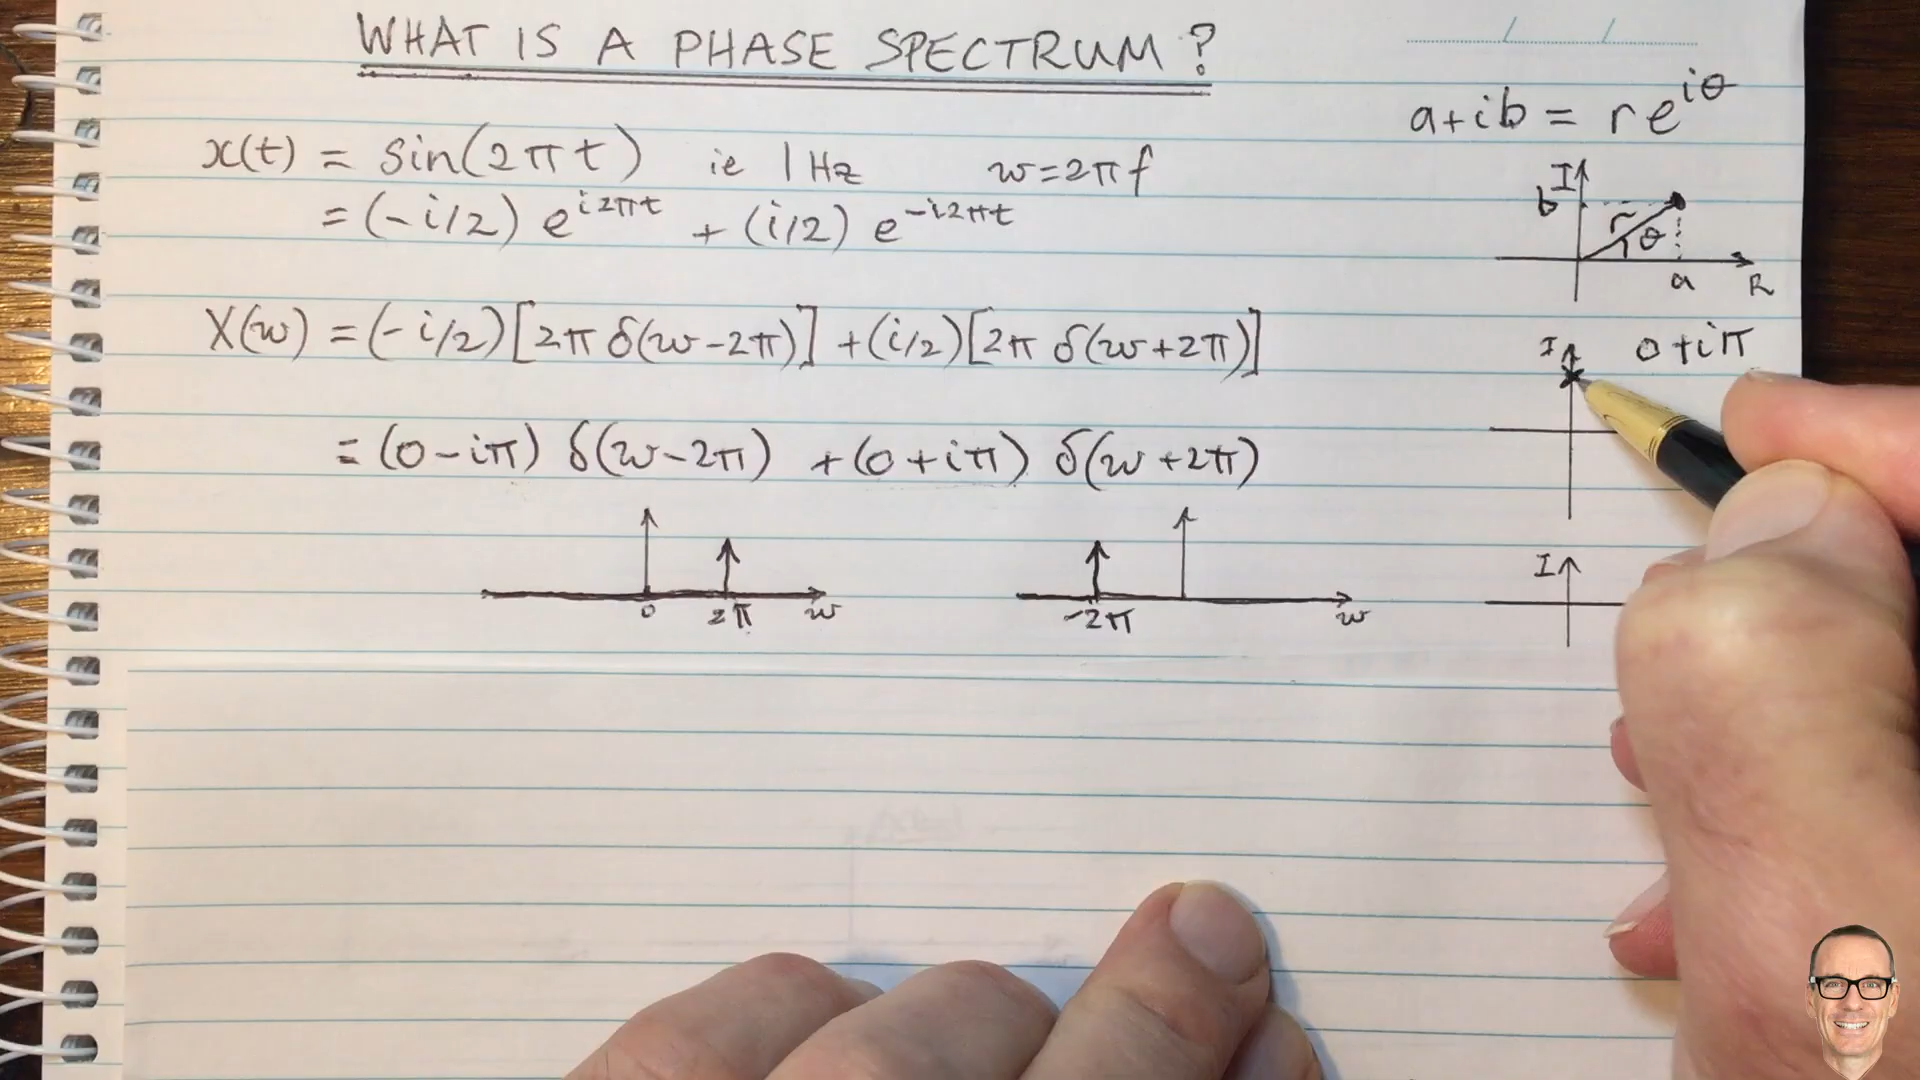 WHAT IS A PHASE SPECTRUM?
x(t) = sin(2πt) ie 1Hz w=2πf
= (-i/2) e^{i2πt} + (i/2) e^{-i2πt}
X(w) = (-i/2)[2π δ(w-2π)] + (i/2)[2π δ(w+2π)]
= (0-iπ) δ(w-2π) + (0+iπ) δ(w+2π)
0 2π w
-2π w
a+ib = re^{iθ}
I
b r θ
a R
I 0+iπ
I